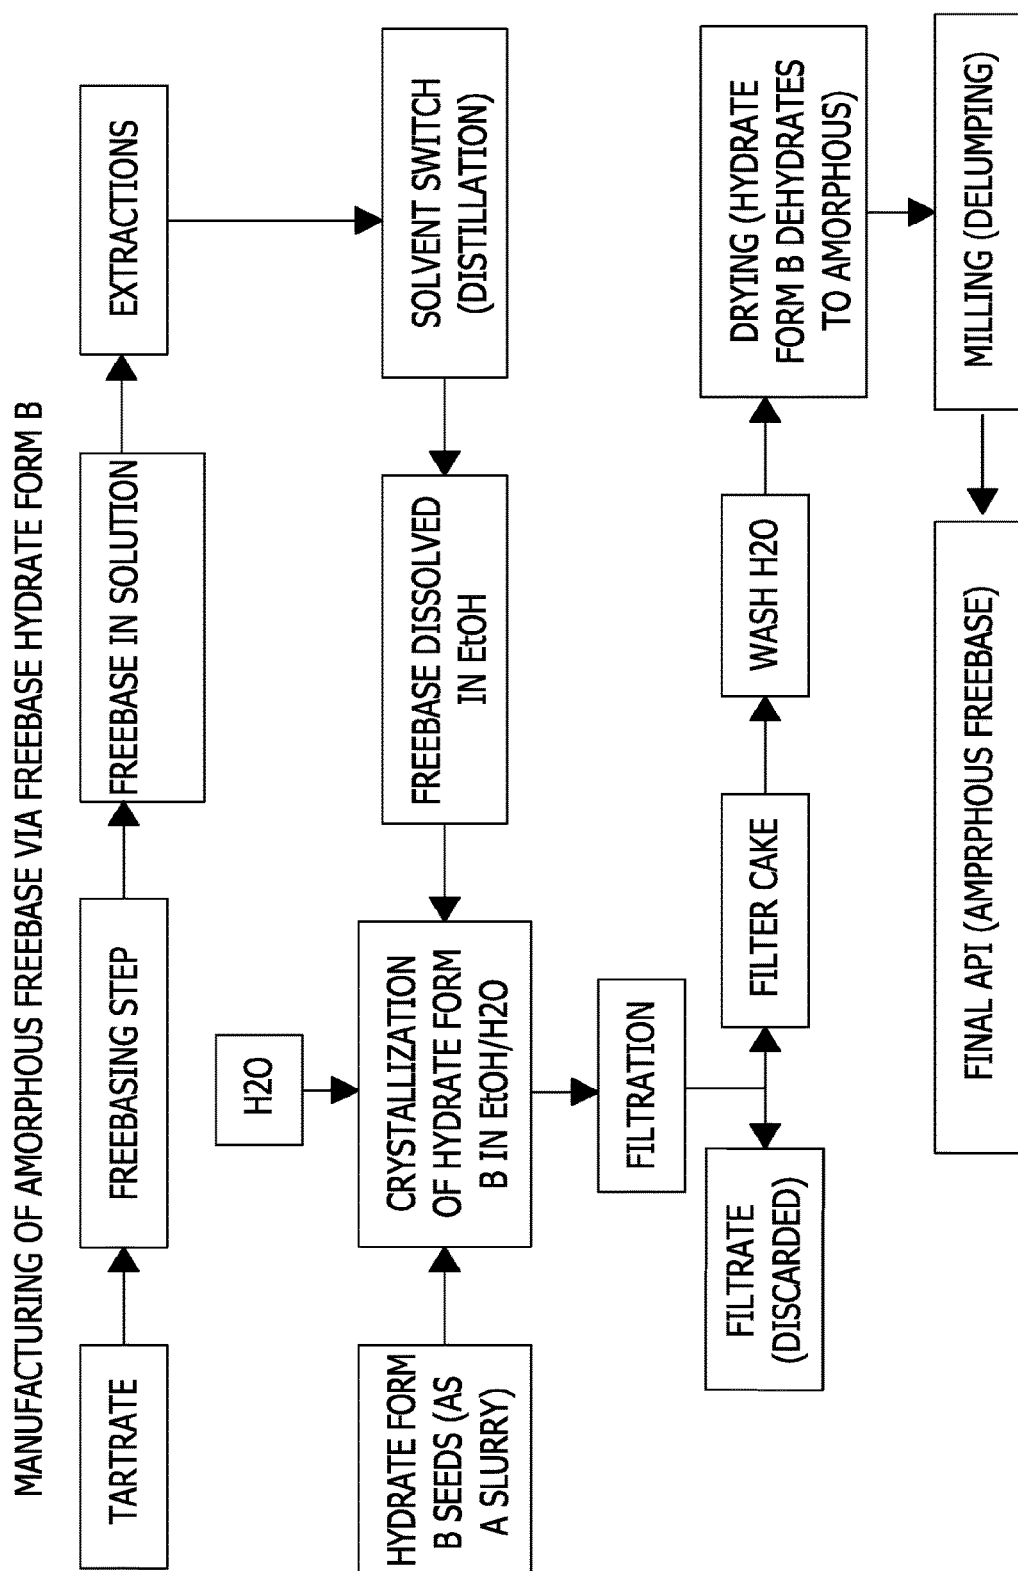 MANUFACTURING OF AMORPHOUS FREEBASE VIA FREEBASE HYDRATE FORM B
TARTRATE
FREEBASING STEP
FREEBASE IN SOLUTION
EXTRACTIONS
SOLVENT SWITCH
(DISTILLATION)
FREEBASE DISSOLVED
IN EtOH
H2O
CRYSTALLIZATION
OF HYDRATE FORM
B IN EtOH/H2O
HYDRATE FORM
B SEEDS (AS
A SLURRY)
FILTRATION
FILTRATE
(DISCARDED)
FILTER CAKE
WASH H2O
DRYING (HYDRATE
FORM B DEHYDRATES
TO AMORPHOUS)
MILLING (DELUMPING)
FINAL API (AMPRPHOUS FREEBASE)